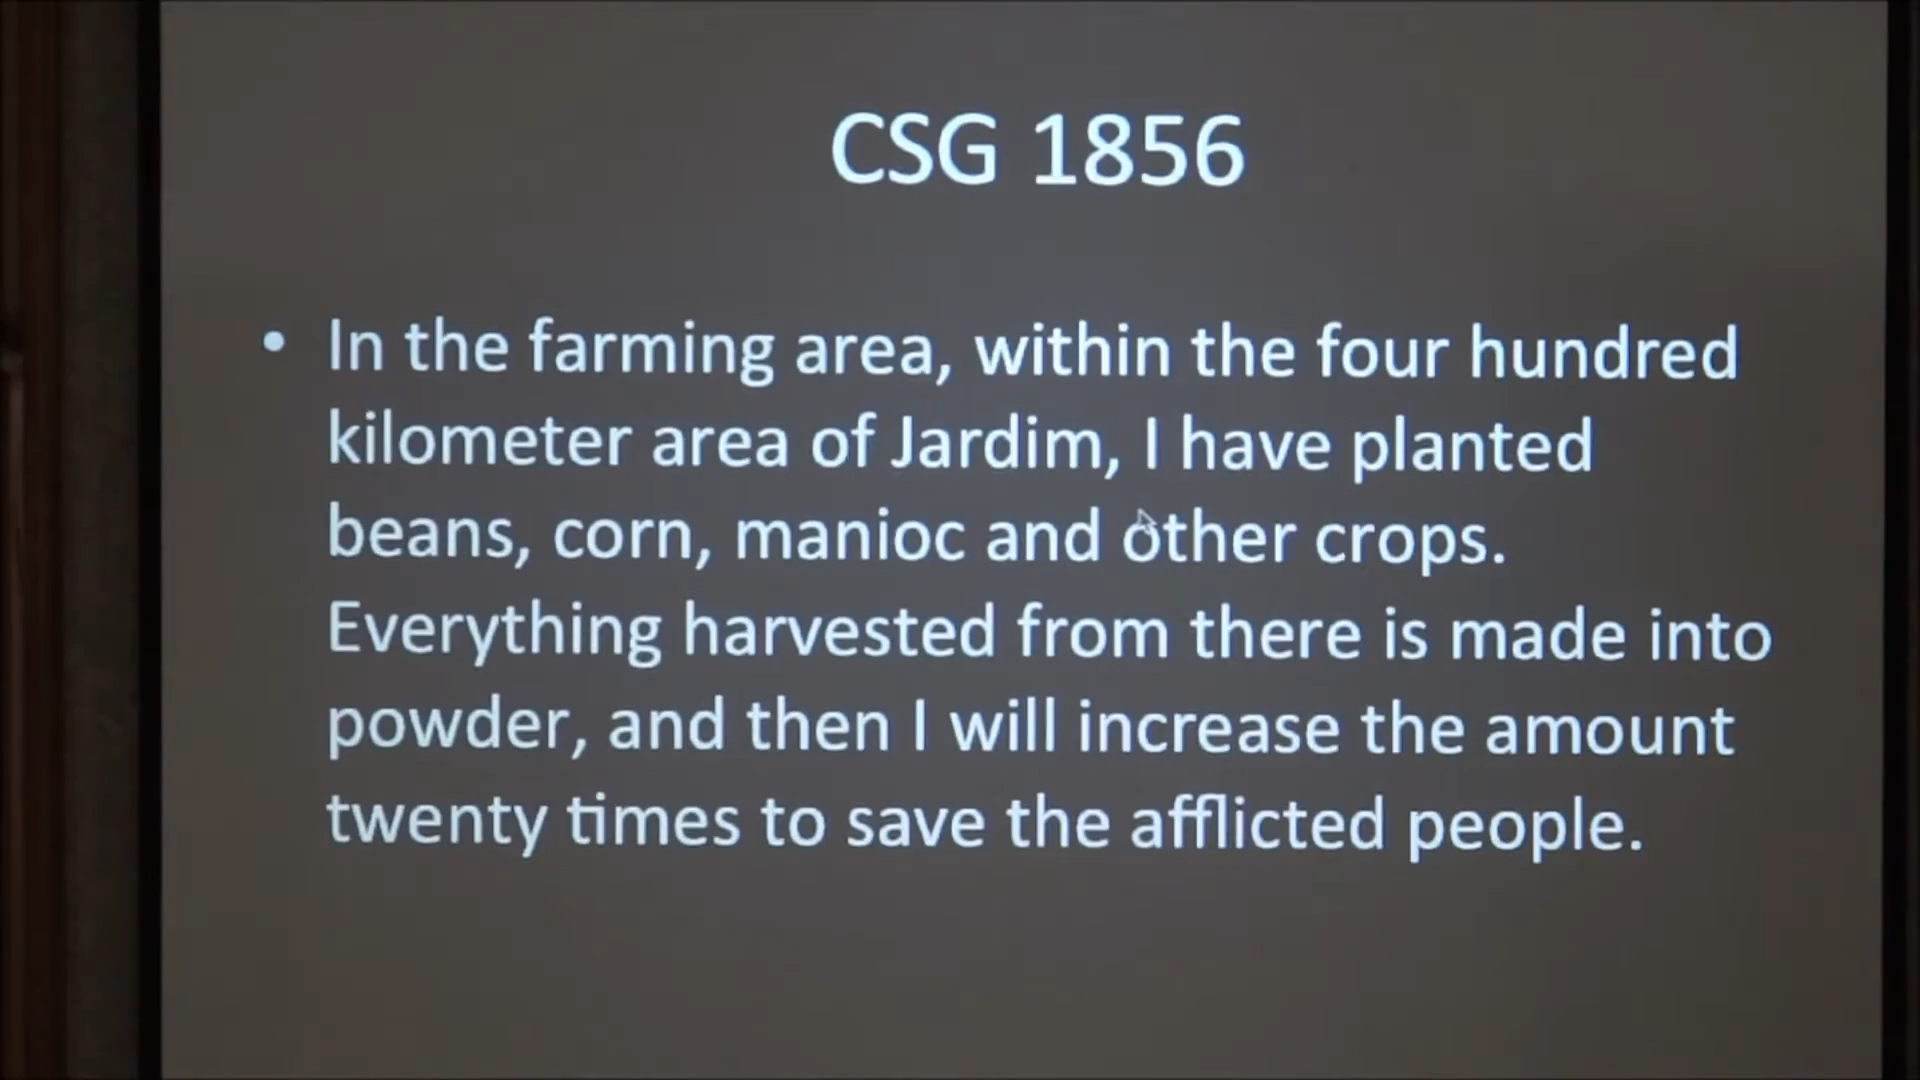 CSG 1856
• In the farming area, within the four hundred
kilometer area of Jardim, I have planted
beans, corn, manioc and other crops.
Everything harvested from there is made into
powder, and then I will increase the amount
twenty times to save the afflicted people.